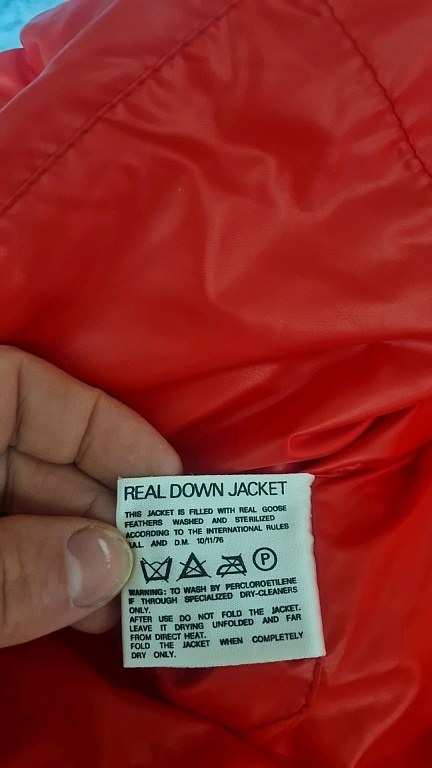 REAL DOWN JACKET
THIS JACKET IS FILLED WITH REAL GOOSE
FEATHERS WASHED AND STERILIZED
ACCORDING TO THE INTERNATIONAL RULES
AND D.M. 10/11/76
P
WARNING: TO WASH BY PERCLOROETILENE
IF THROUGH SPECIALIZED DRY-CLEANERS
ONLY.
AFTER USE DO NOT FOLD THE JACKET.
LEAVE IT DRYING UNFOLDED AND FAR
FROM DIRECT HEAT.
FOLD THE JACKET WHEN COMPLETELY
DRY ONLY.